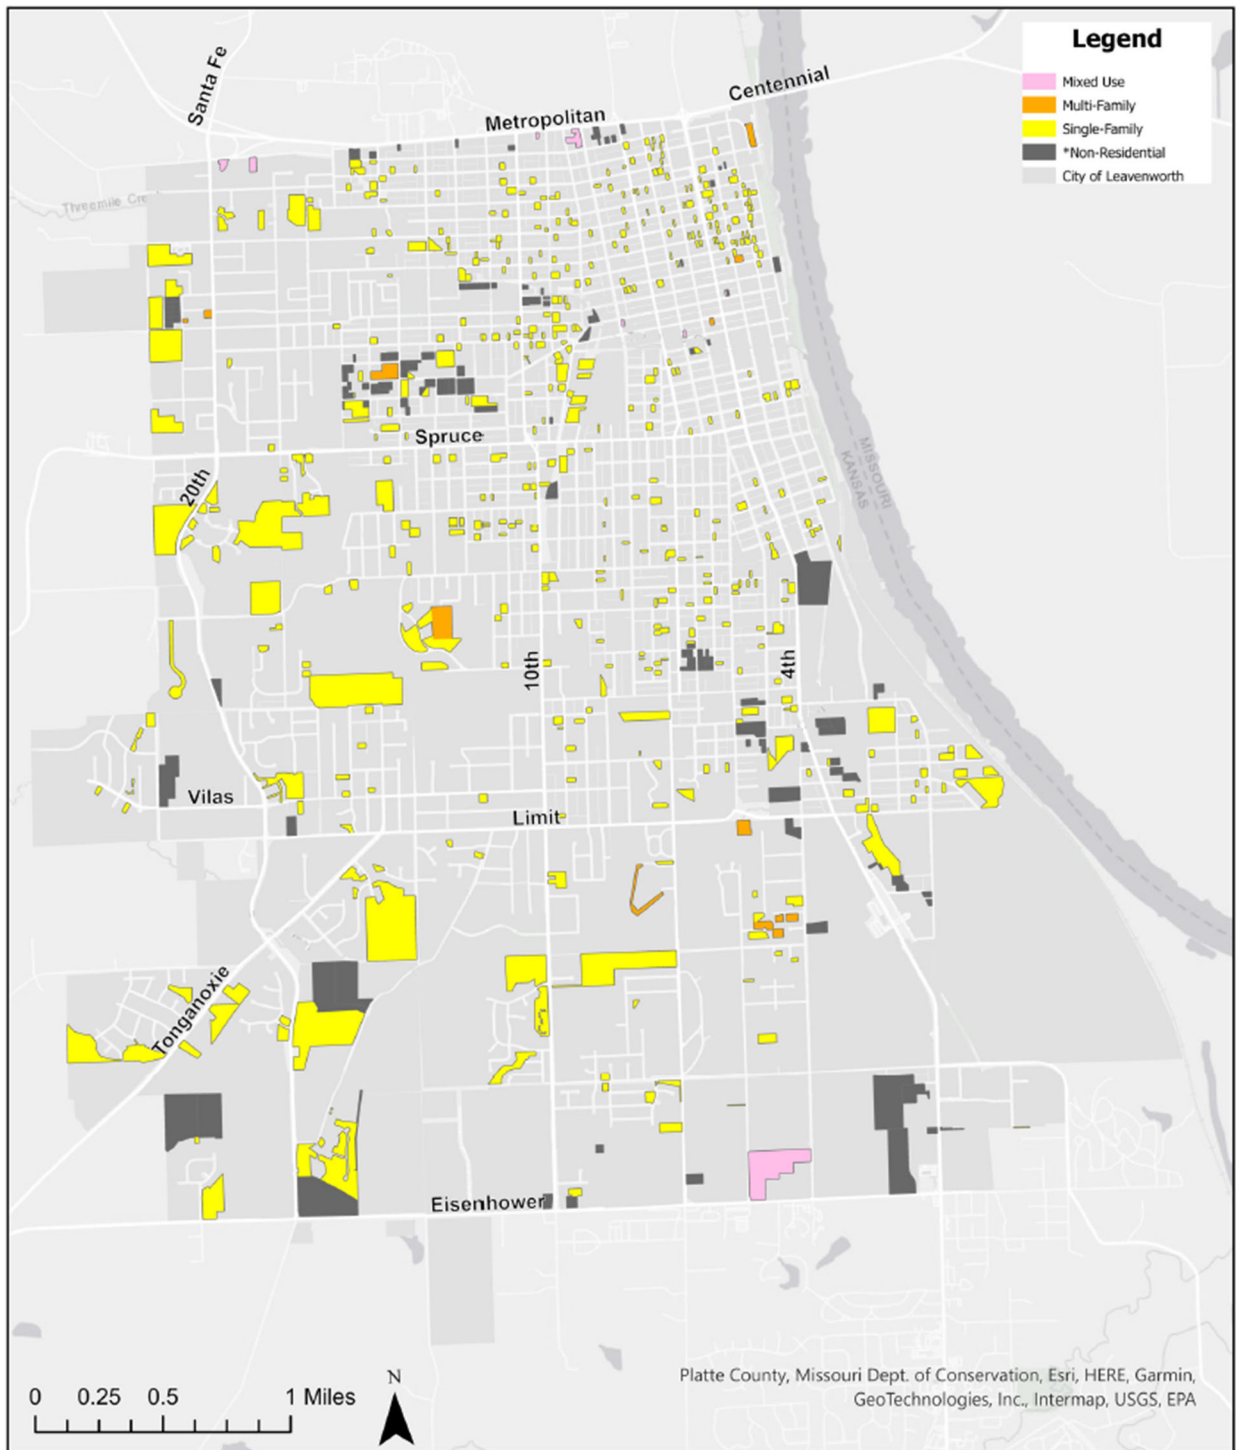 Legend
Mixed Use
Multi-Family
Single-Family
*Non-Residential
City of Leavenworth
Santa Fe
Centennial
Metropolitan
Threemile Cre
Spruce
MISSOURI
KANSAS
20th
10th
4th
Vilas
Limit
Tonganoxie
Eisenhower
Platte County, Missouri Dept. of Conservation, Esri, HERE, Garmin,
GeoTechnologies, Inc., Intermap, USGS, EPA
N
0 0.25 0.5 1 Miles